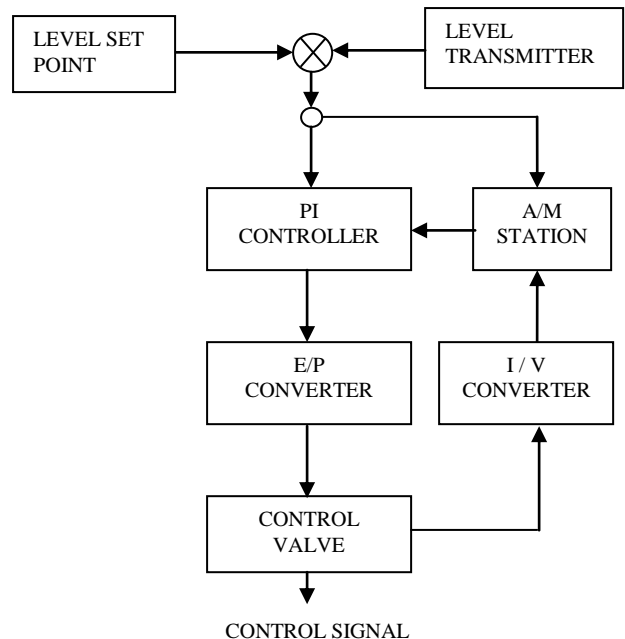 LEVEL SET
POINT
LEVEL
TRANSMITTER
PI
CONTROLLER
A/M
STATION
E/P
CONVERTER
I / V
CONVERTER
CONTROL
VALVE
CONTROL SIGNAL